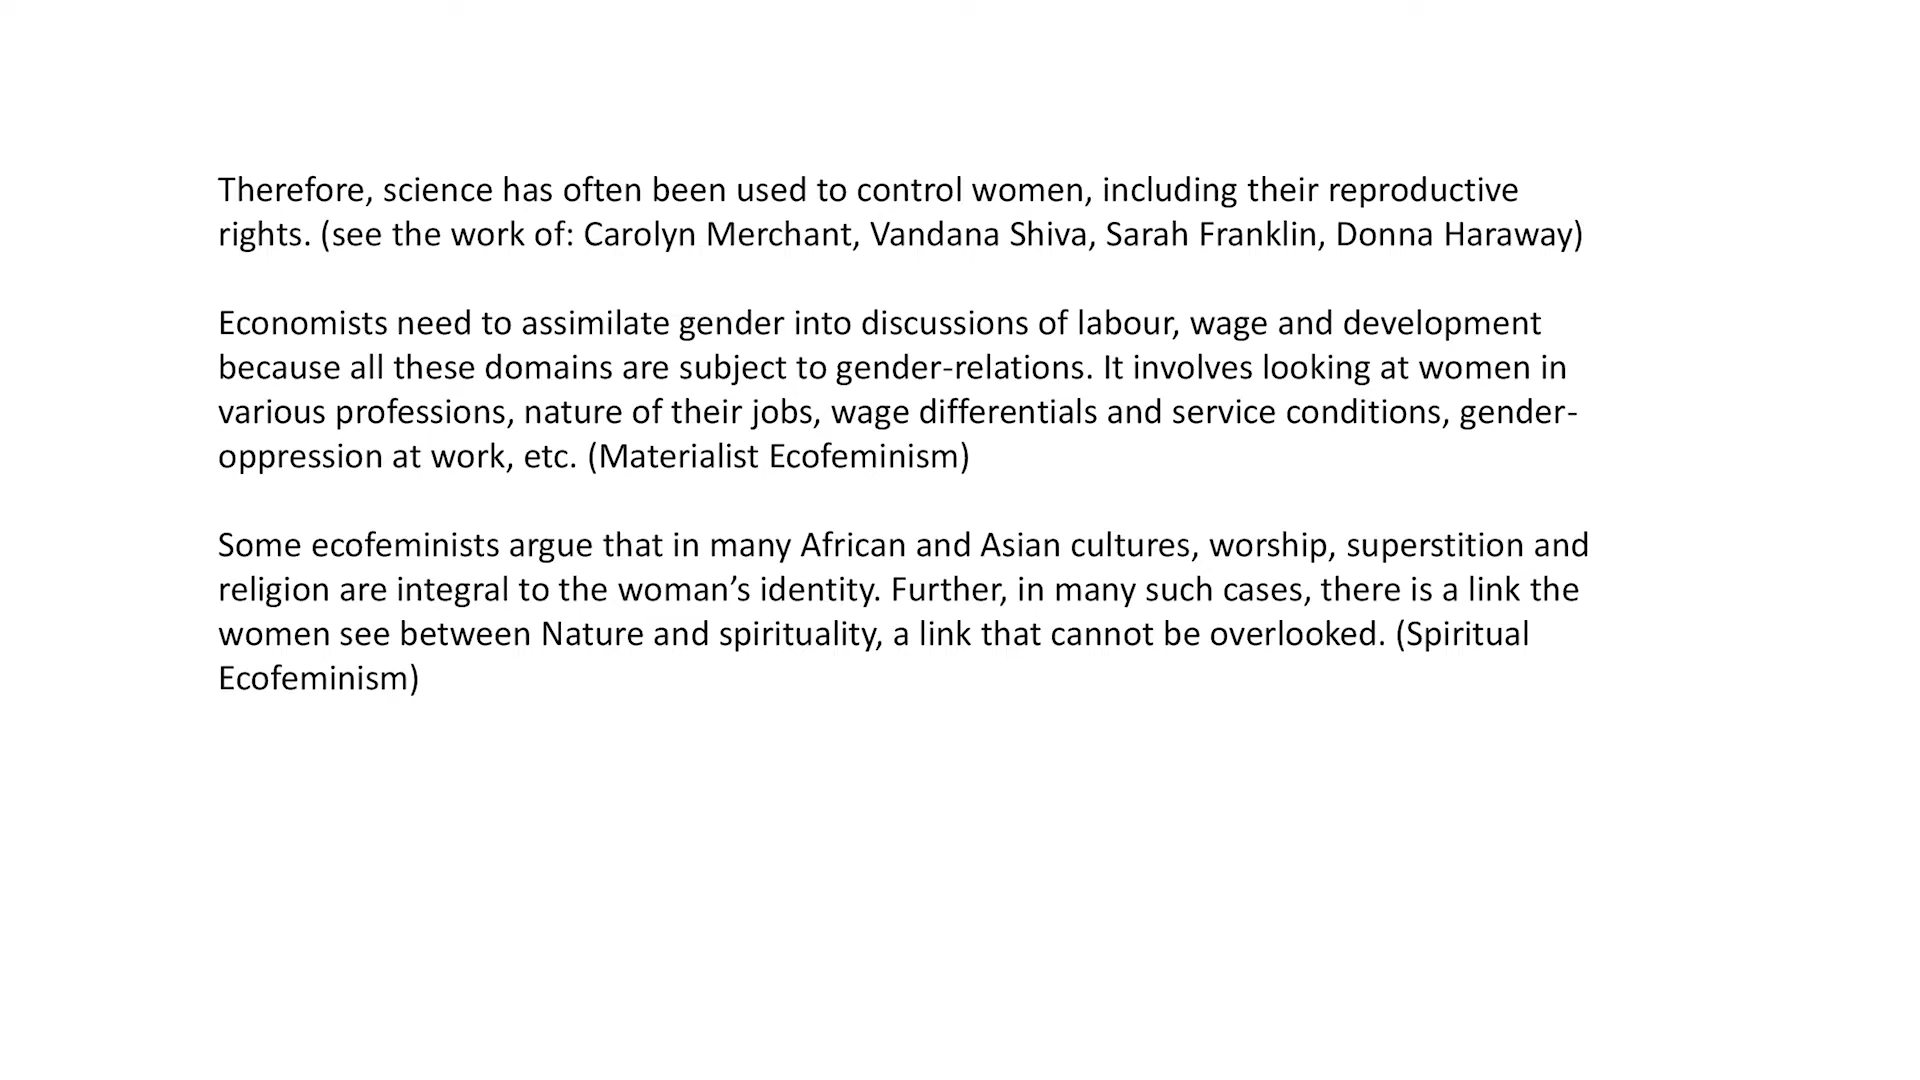 Therefore, science has often been used to control women, including their reproductive
rights. (see the work of: Carolyn Merchant, Vandana Shiva, Sarah Franklin, Donna Haraway)
Economists need to assimilate gender into discussions of labour, wage and development
because all these domains are subject to gender-relations. It involves looking at women in
various professions, nature of their jobs, wage differentials and service conditions, gender-
oppression at work, etc. (Materialist Ecofeminism)
Some ecofeminists argue that in many African and Asian cultures, worship, superstition and
religion are integral to the woman’s identity. Further, in many such cases, there is a link the
women see between Nature and spirituality, a link that cannot be overlooked. (Spiritual
Ecofeminism)